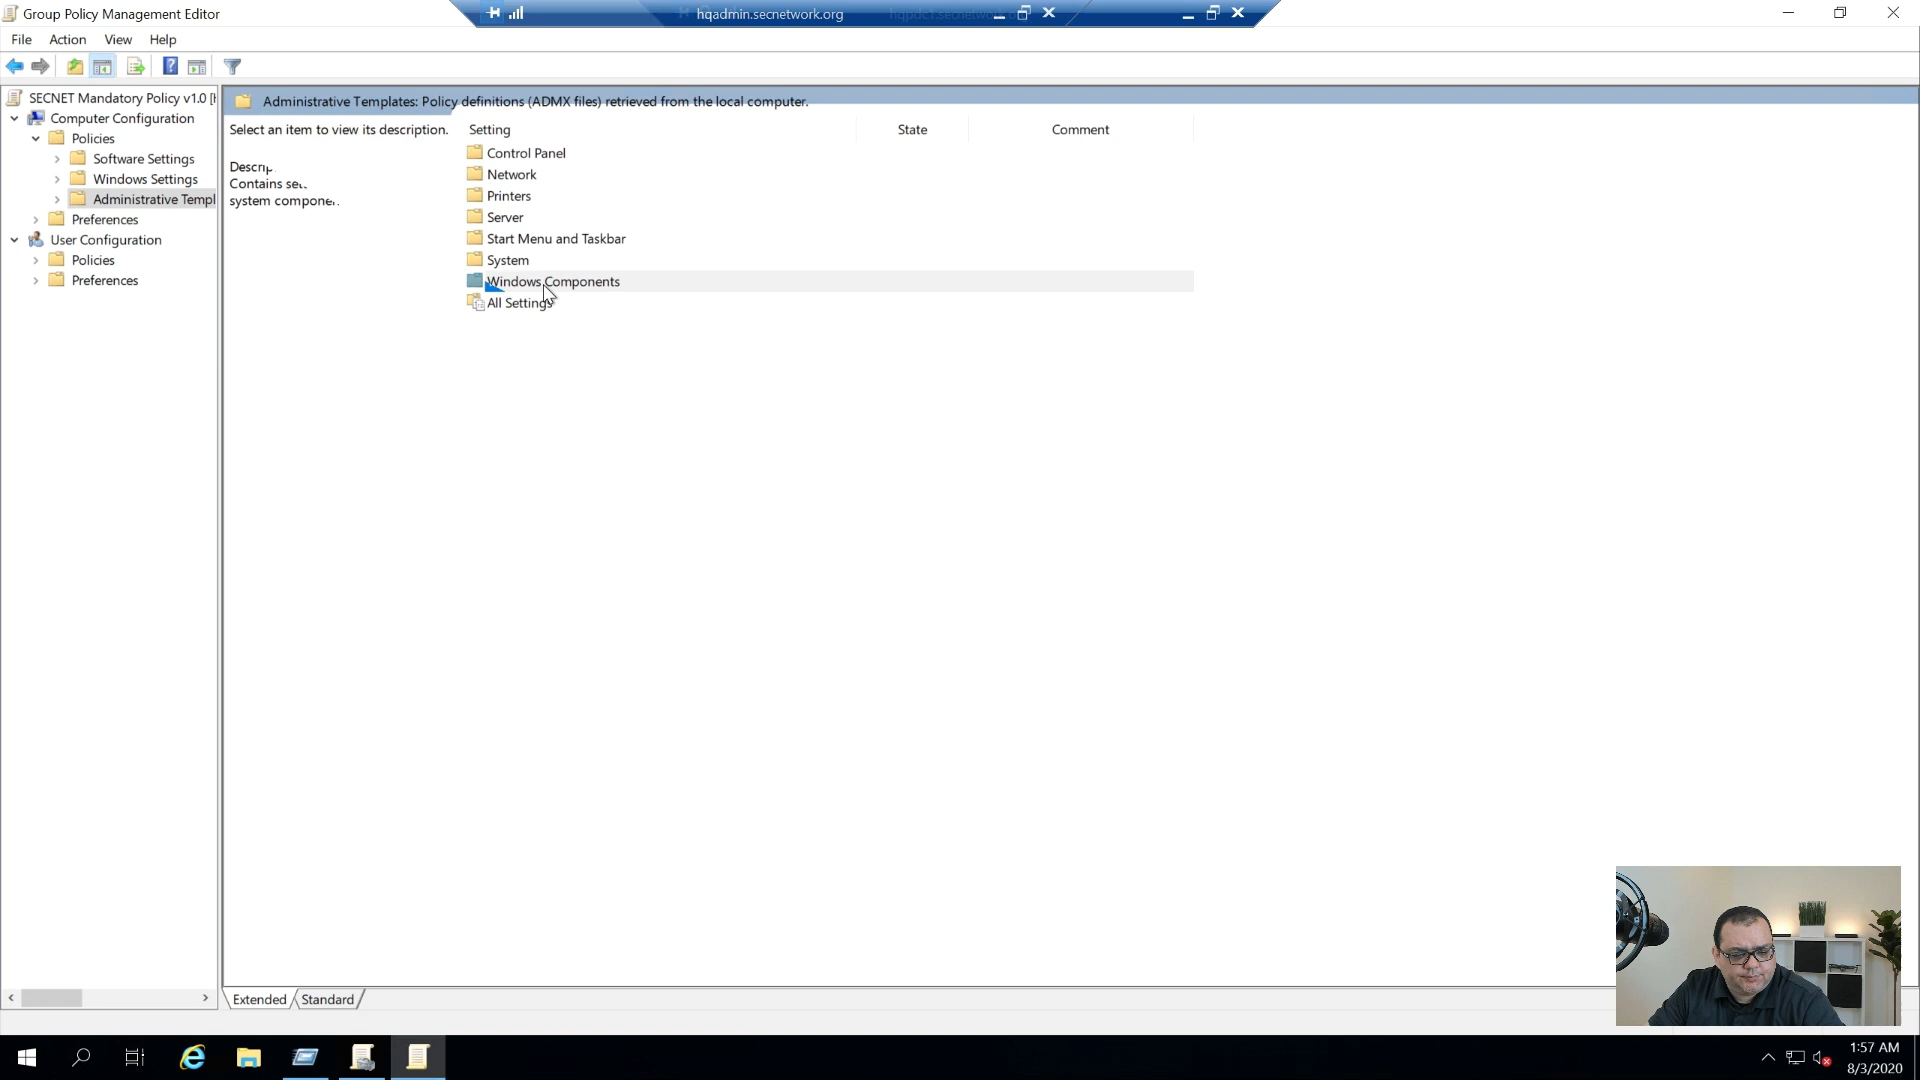 Group Policy Management Editor
hqadmin.secnetwork.org
File Action View Help
SECNET Mandatory Policy v1.0 [
Computer Configuration
Policies
Software Settings
Windows Settings
Administrative Templ
Preferences
User Configuration
Policies
Preferences
Administrative Templates: Policy definitions (ADMX files) retrieved from the local computer.
Select an item to view its description.
Setting State Comment
Control Panel
Network
Printers
Server
Start Menu and Taskbar
System
Windows Components
All Settings
Extended Standard
1:57 AM
8/3/2020